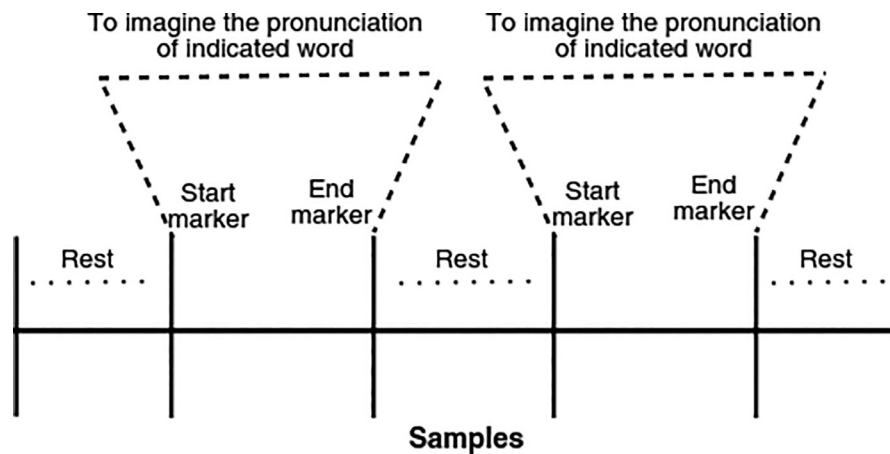 To imagine the pronunciation
of indicated word
To imagine the pronunciation
of indicated word
Start
marker
End
marker
Start
marker
End
marker
Rest
Rest
Rest
Samples